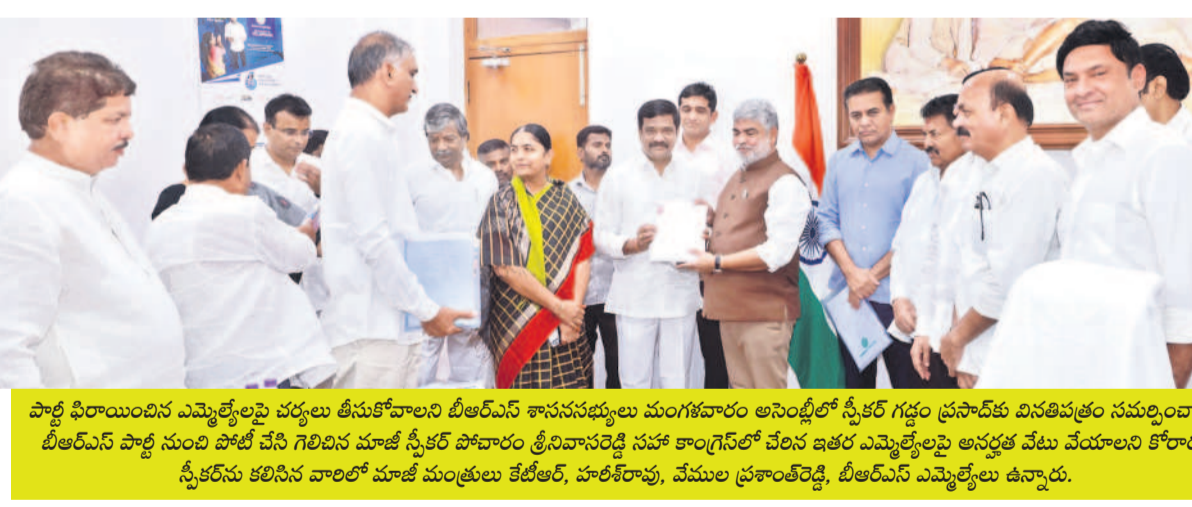 పార్టీ ఫిరాయించిన ఎమ్మెల్యేలపై చర్యలు తీసుకోవాలని బీఆర్ఎస్ శాసనసభ్యులు మంగళవారం అసెంబ్లీలో స్పీకర్ గడ్డం ప్రసాద్‌కు వినతిపత్రం సమర్పించా
బీఆర్ఎస్ పార్టీ నుంచి పోటీ చేసి గెలిచిన మాజీ స్పీకర్ పోచారం శ్రీనివాసరెడ్డి సహా కాంగ్రెస్‌లో చేరిన ఇతర ఎమ్మెల్యేలపై అనర్హత వేటు వేయాలని కోరా
స్పీకర్‌ను కలిసిన వారిలో మాజీ మంత్రులు కేటీఆర్, హరీశ్‌రావు, వేముల ప్రశాంత్‌రెడ్డి, బీఆర్ఎస్ ఎమ్మెల్యేలు ఉన్నారు.